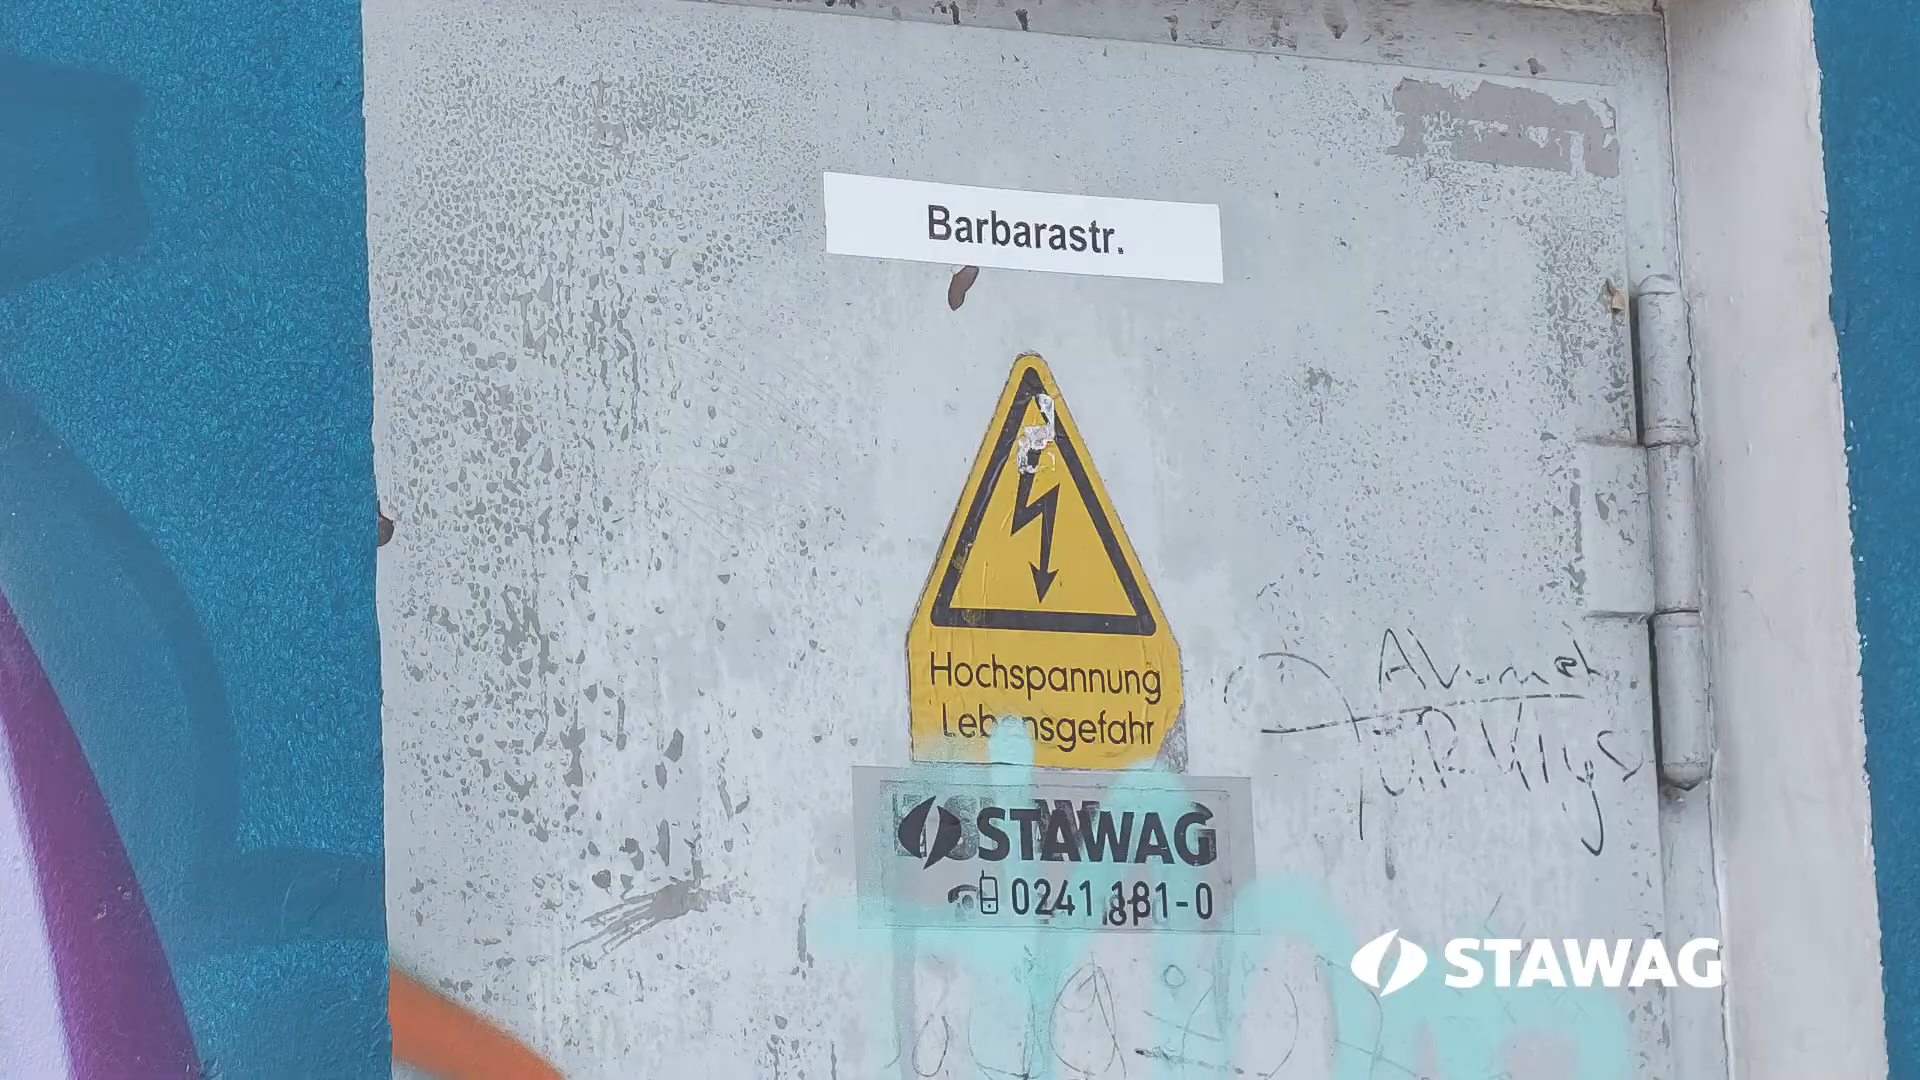 Barbarastr.
Hochspannung
Lebensgefahr
STAWAG
0241 181-0
STAWAG